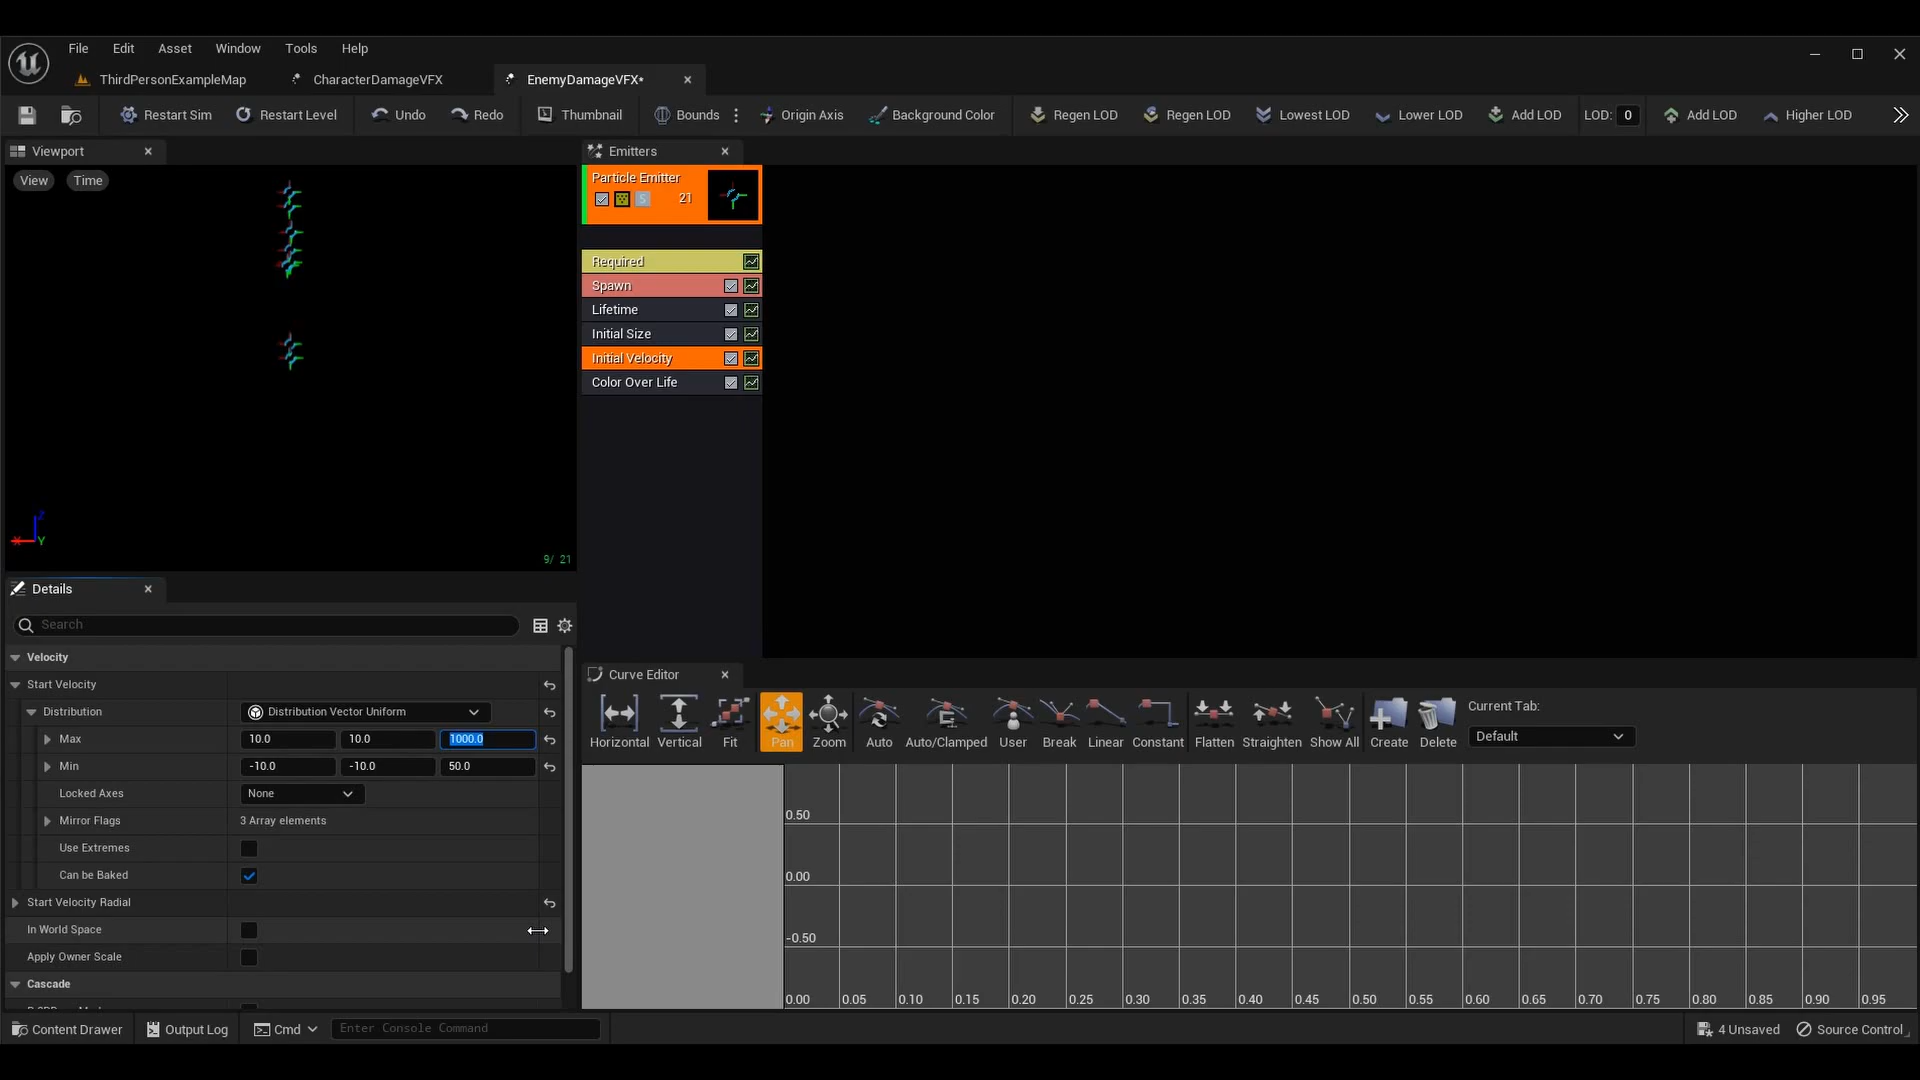 File Edit Asset Window Tools Help
ThirdPersonExampleMap CharacterDamageVFX EnemyDamageVFX*
Restart Sim Restart Level Undo Redo Thumbnail Bounds Origin Axis Background Color Regen LOD Regen LOD Lowest LOD Lower LOD Add LOD LOD: 0 Add LOD Higher LOD
Viewport
View Time
Z
X Y
9/ 21
Emitters
Particle Emitter
S 21
Required
Spawn
Lifetime
Initial Size
Initial Velocity
Color Over Life
Details
Search
Velocity
Start Velocity
Distribution Distribution Vector Uniform
Max 10.0 10.0 1000.0
Min -10.0 -10.0 50.0
Locked Axes None
Mirror Flags 3 Array elements
Use Extremes
Can be Baked
Start Velocity Radial
In World Space
Apply Owner Scale
Cascade
Curve Editor
Horizontal Vertical Fit Pan Zoom Auto Auto/Clamped User Break Linear Constant Flatten Straighten Show All Create Delete
Current Tab:
Default
0.50
0.00
-0.50
0.00 0.05 0.10 0.15 0.20 0.25 0.30 0.35 0.40 0.45 0.50 0.55 0.60 0.65 0.70 0.75 0.80 0.85 0.90 0.95
Content Drawer Output Log Cmd Enter Console Command 4 Unsaved Source Control